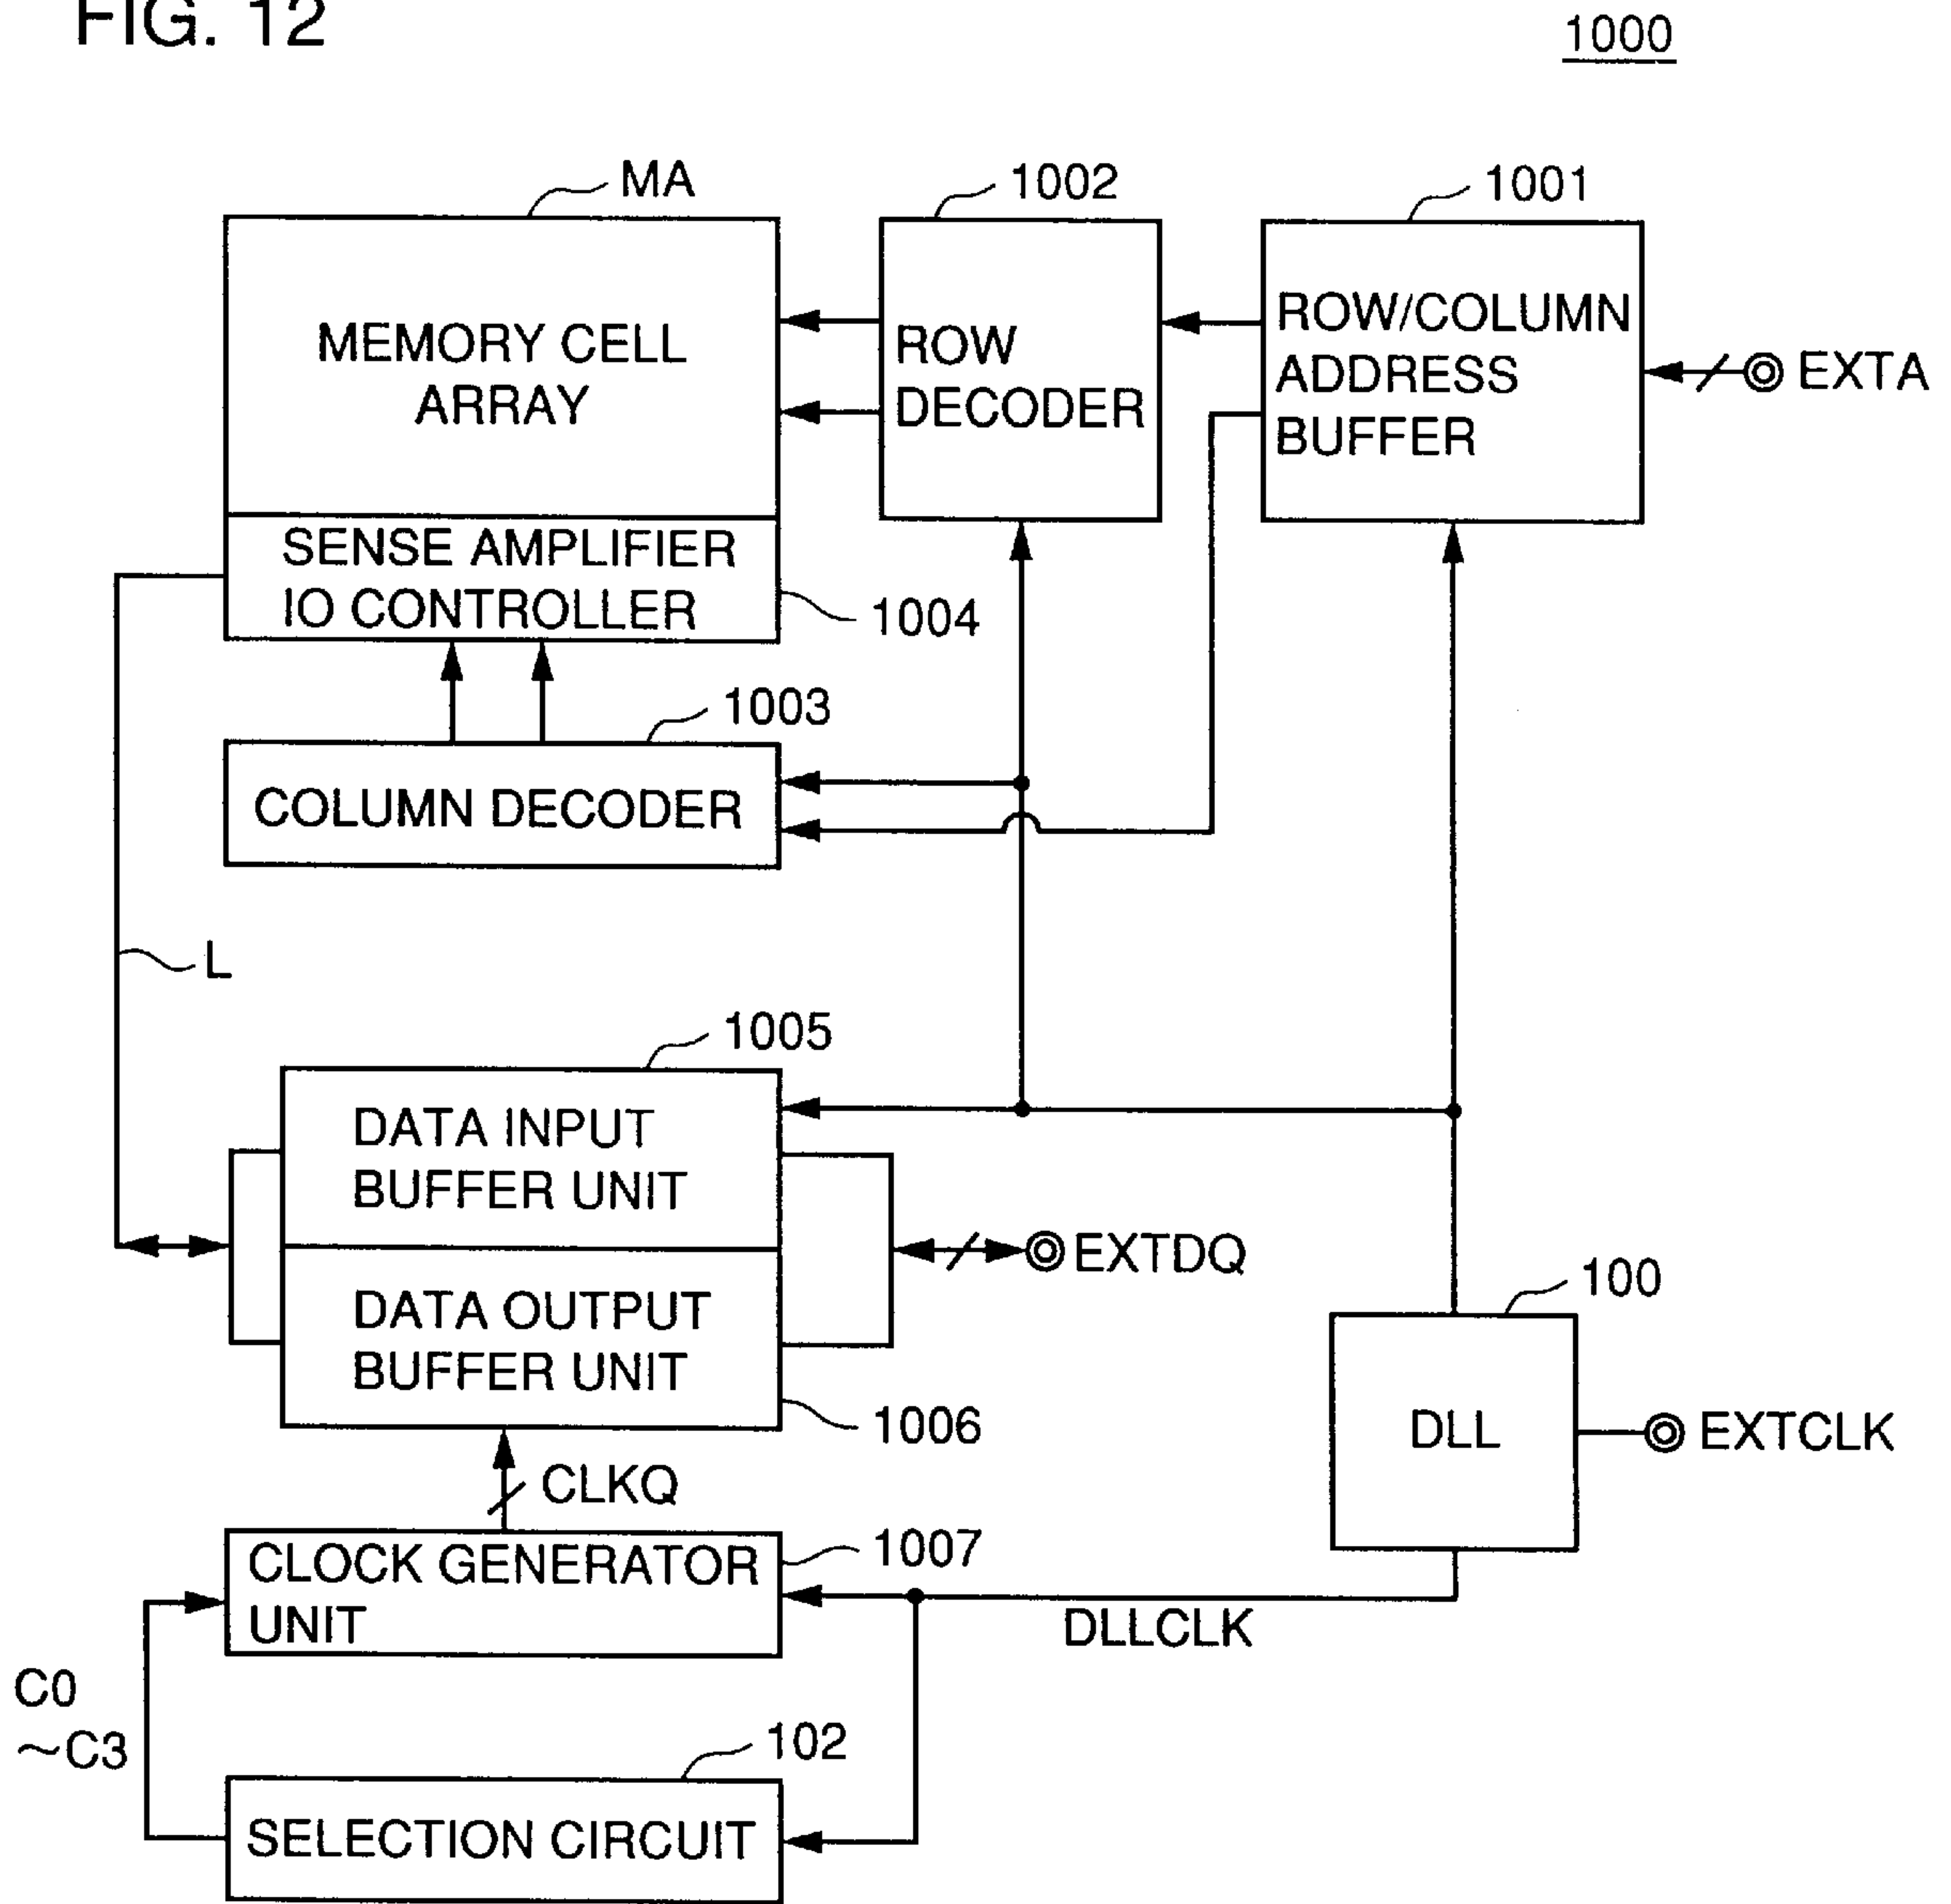 FIG. 12
1000
MA
1002
1001
MEMORY CELL
ARRAY
ROW
DECODER
ROW/COLUMN
ADDRESS
BUFFER
EXTA
SENSE AMPLIFIER
IO CONTROLLER
1004
1003
COLUMN DECODER
L
1005
DATA INPUT
BUFFER UNIT
EXTDQ
DATA OUTPUT
BUFFER UNIT
1006
100
DLL
EXTCLK
CLKQ
1007
CLOCK GENERATOR
UNIT
DLLCLK
C0
~C3
102
SELECTION CIRCUIT